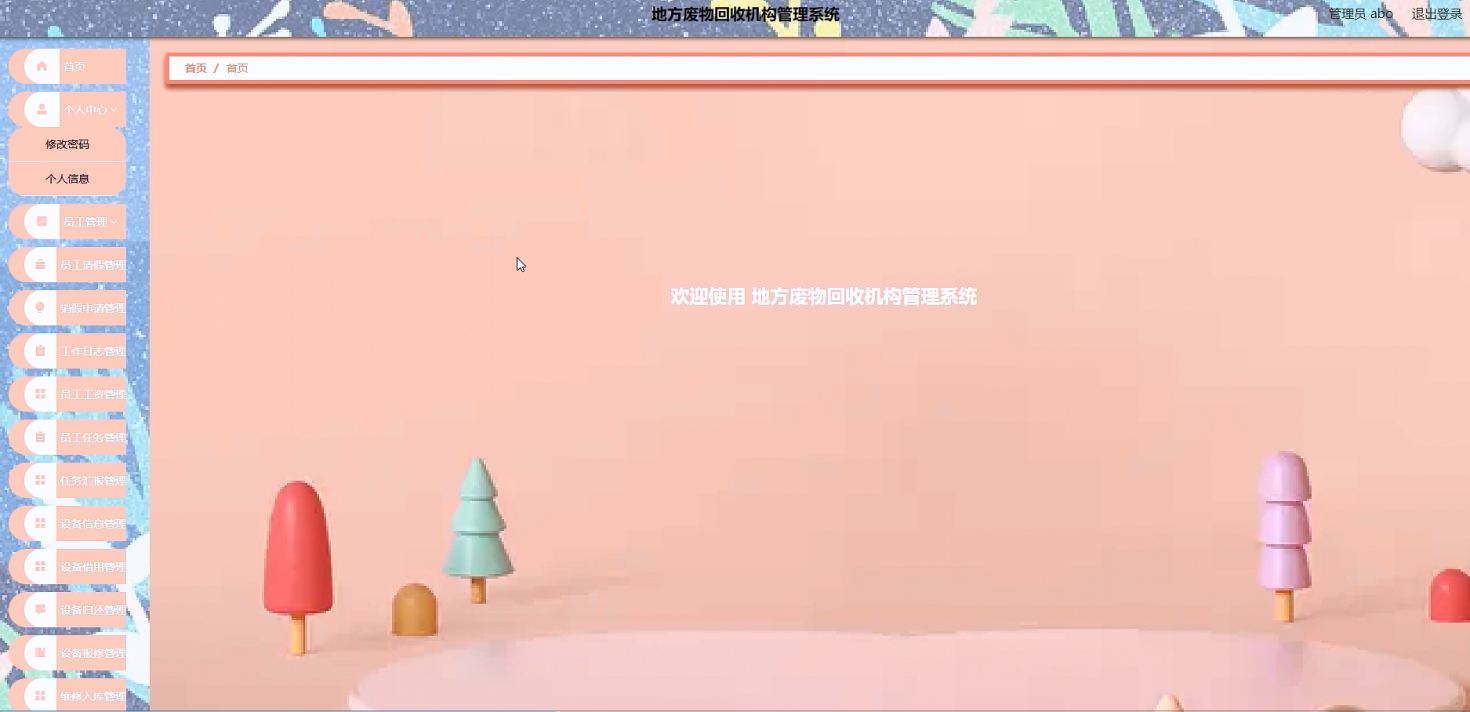 地方废物回收机构管理系统
管理员 abo 退出登录
首页 / 首页
首页
个人中心
修改密码
个人信息
员工管理
员工请假管理
销假申请管理
工作日志管理
员工工资管理
员工任务管理
任务汇报管理
设备信息管理
设备借用管理
设备归还管理
设备报修管理
维修入库管理
欢迎使用 地方废物回收机构管理系统